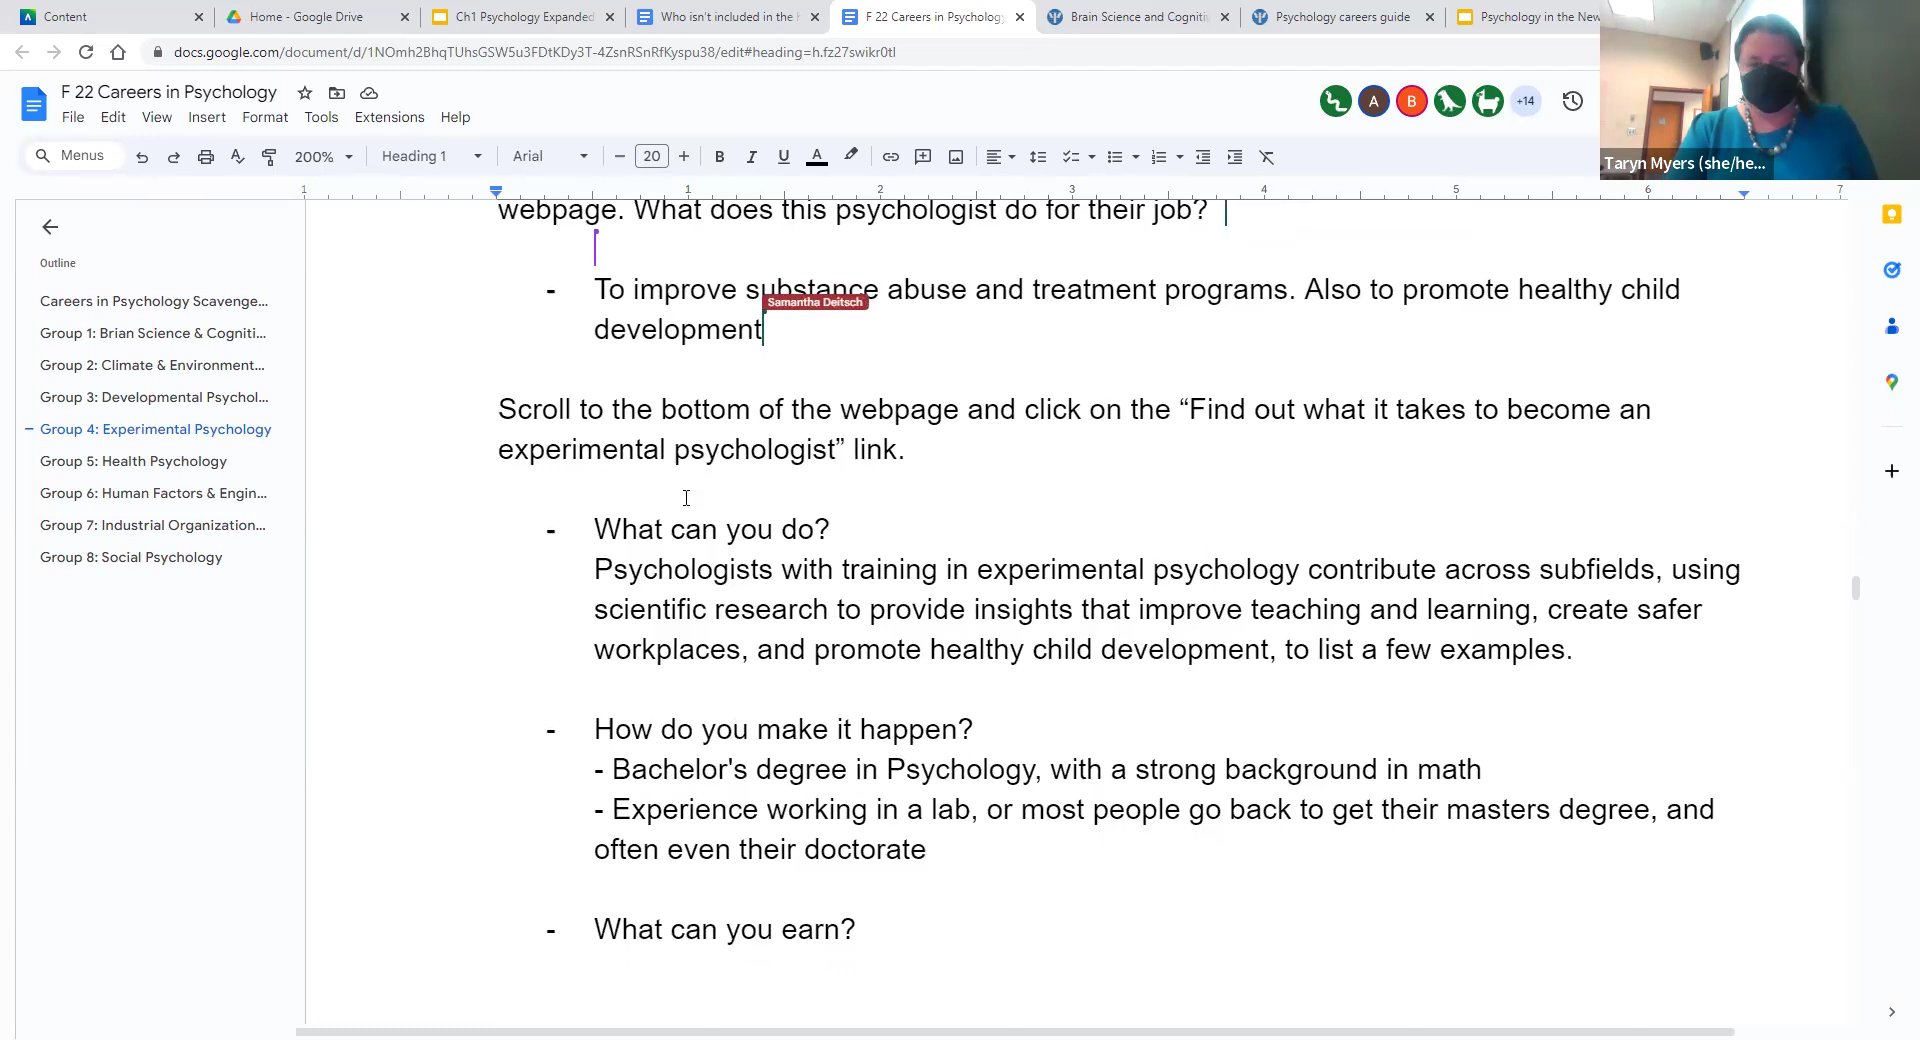 Content
Home - Google Drive
Ch1 Psychology Expanded
Who isn't included in the
F 22 Careers in Psychology
Brain Science and Cogniti
Psychology careers guide
Psychology in the New
docs.google.com/document/d/1NOmh2BhqTUhsGSW5u3FDtKDy3T-4ZsnRSnRfKyspu38/edit#heading=h.fz27swikr0tl
F 22 Careers in Psychology
A
B
+14
File Edit View Insert Format Tools Extensions Help
Menus
200%
Heading 1
Arial
20
B I U A
Taryn Myers (she/he...
1 1 2 3 4 5 6 7
Outline
Careers in Psychology Scavenge...
Group 1: Brian Science & Cogniti...
Group 2: Climate & Environment...
Group 3: Developmental Psychol...
Group 4: Experimental Psychology
Group 5: Health Psychology
Group 6: Human Factors & Engin...
Group 7: Industrial Organization...
Group 8: Social Psychology
webpage. What does this psychologist do for their job?
- To improve substance abuse and treatment programs. Also to promote healthy child
Samantha Deitsch
development
Scroll to the bottom of the webpage and click on the “Find out what it takes to become an
experimental psychologist” link.
- What can you do?
Psychologists with training in experimental psychology contribute across subfields, using
scientific research to provide insights that improve teaching and learning, create safer
workplaces, and promote healthy child development, to list a few examples.
- How do you make it happen?
- Bachelor's degree in Psychology, with a strong background in math
- Experience working in a lab, or most people go back to get their masters degree, and
often even their doctorate
- What can you earn?